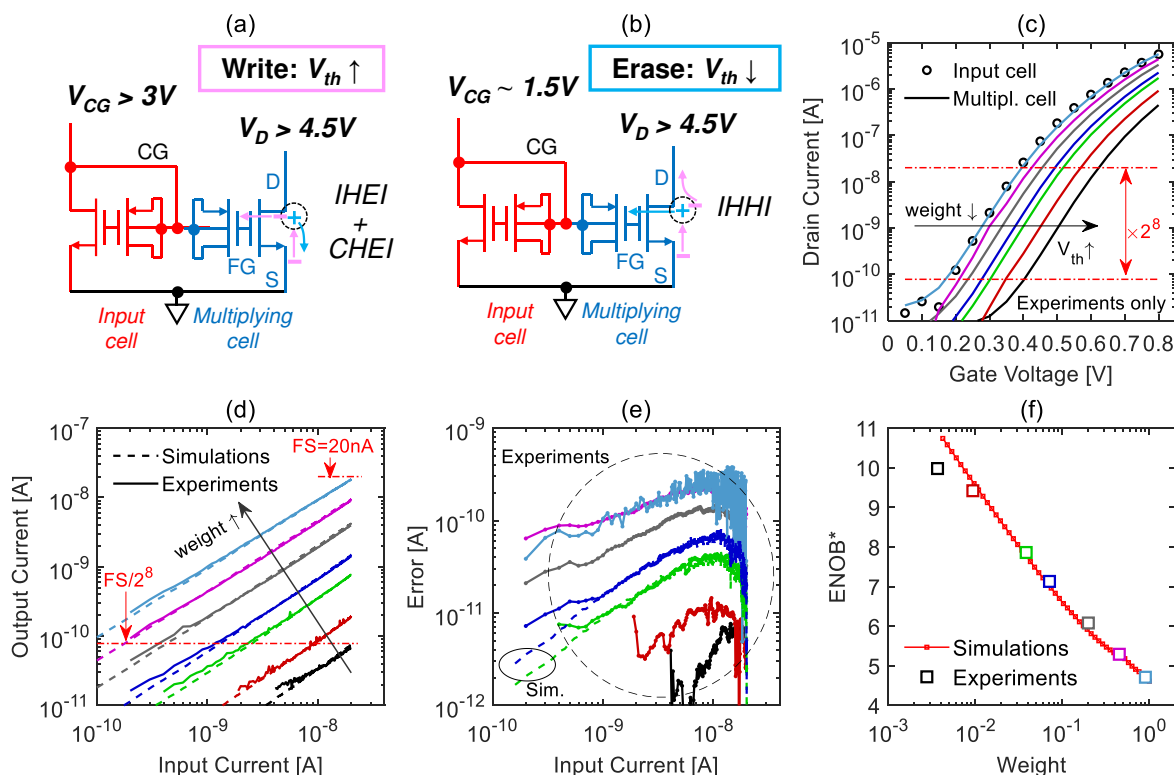 (a)
Write: Vth ↑
VCG > 3V
VD > 4.5V
CG
D
IHEI
+
CHEI
FG
S
Input
cell
Multiplying
cell
(b)
Erase: Vth ↓
VCG ~ 1.5V
VD > 4.5V
CG
D
IHHI
FG
S
Input
cell
Multiplying
cell
(c)
Drain Current [A]
10-5
10-6
10-7
10-8
10-9
10-10
10-11
Input cell
Multipl. cell
weight ↓
Vth↑
×28
Experiments only
0 0.1 0.2 0.3 0.4 0.5 0.6 0.7 0.8
Gate Voltage [V]
(d)
Output Current [A]
10-7
10-8
10-9
10-10
10-11
Simulations
Experiments
FS=20nA
weight ↑
FS/28
10-10 10-9 10-8
Input Current [A]
(e)
Error [A]
10-9
10-10
10-11
10-12
Experiments
Sim.
10-10 10-9 10-8
Input Current [A]
(f)
ENOB*
11
10
9
8
7
6
5
4
Simulations
Experiments
10-3 10-2 10-1 100
Weight